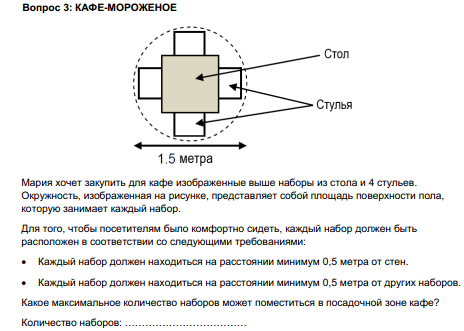 Вопрос 3: КАФЕ-МОРОЖЕНОЕ
Стол
Стулья
1.5 метра
Мария хочет закупить для кафе изображенные выше наборы из стола и 4 стульев.
Окружность, изображенная на рисунке, представляет собой площадь поверхности пола,
которую занимает каждый набор.
Для того, чтобы посетителям было комфортно сидеть, каждый набор должен быть
расположен в соответствии со следующими требованиями:
• Каждый набор должен находиться на расстоянии минимум 0,5 метра от стен.
• Каждый набор должен находиться на расстоянии минимум 0,5 метра от других наборов.
Какое максимальное количество наборов может поместиться в посадочной зоне кафе?
Количество наборов: ………………………………